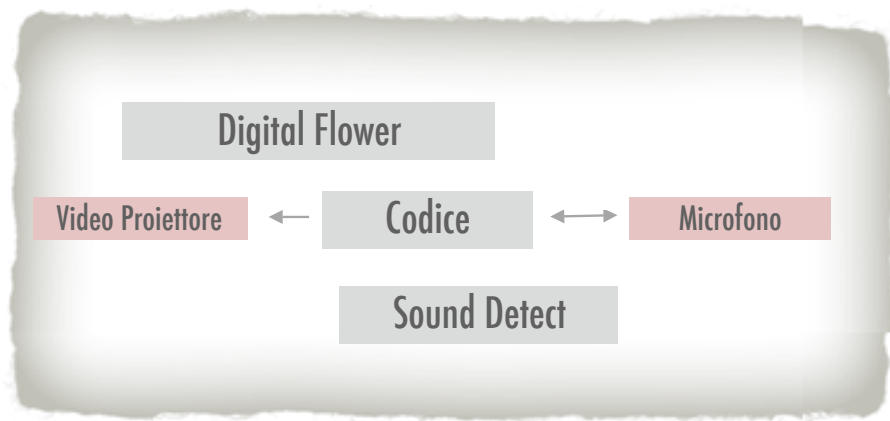 Digital Flower
Video Proiettore
Codice
Microfono
Sound Detect